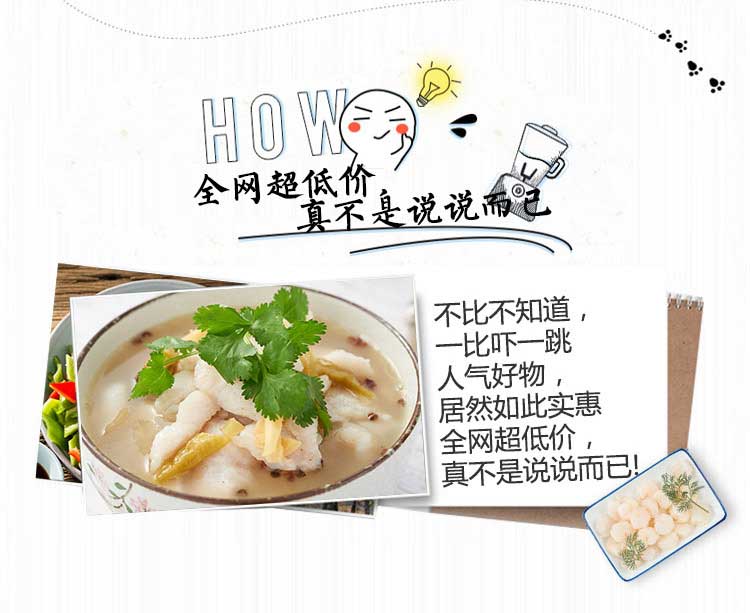 HOW
全网超低价
真不是说说而已
不比不知道，
一比吓一跳
人气好物，
居然如此实惠
全网超低价，
真不是说说而已!